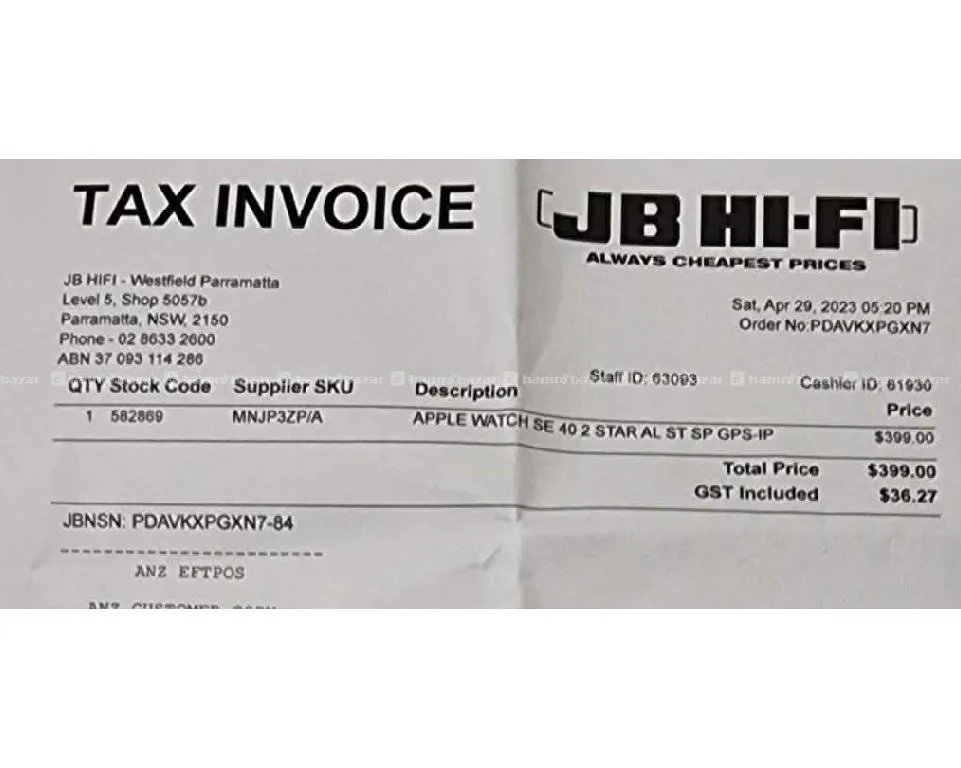 TAX INVOICE
JB HI-FI
ALWAYS CHEAPEST PRICES
JB HIFI - Westfield Parramatta
Level 5, Shop 5057b
Parramatta, NSW, 2150
Phone - 02 8633 2600
ABN 37 093 114 286
Sat, Apr 29, 2023 05:20 PM
Order No:PDAVKXPGXN7
Staff ID: 63093 Cashier ID: 61930
QTY Stock Code Supplier SKU Description Price
1 582869 MNJP3ZP/A APPLE WATCH SE 40 2 STAR AL ST SP GPS-IP $399.00
Total Price $399.00
GST Included $36.27
JBNSN: PDAVKXPGXN7-84
ANZ EFTPOS
ANZ CUSTOMER COPY
hamrobazar